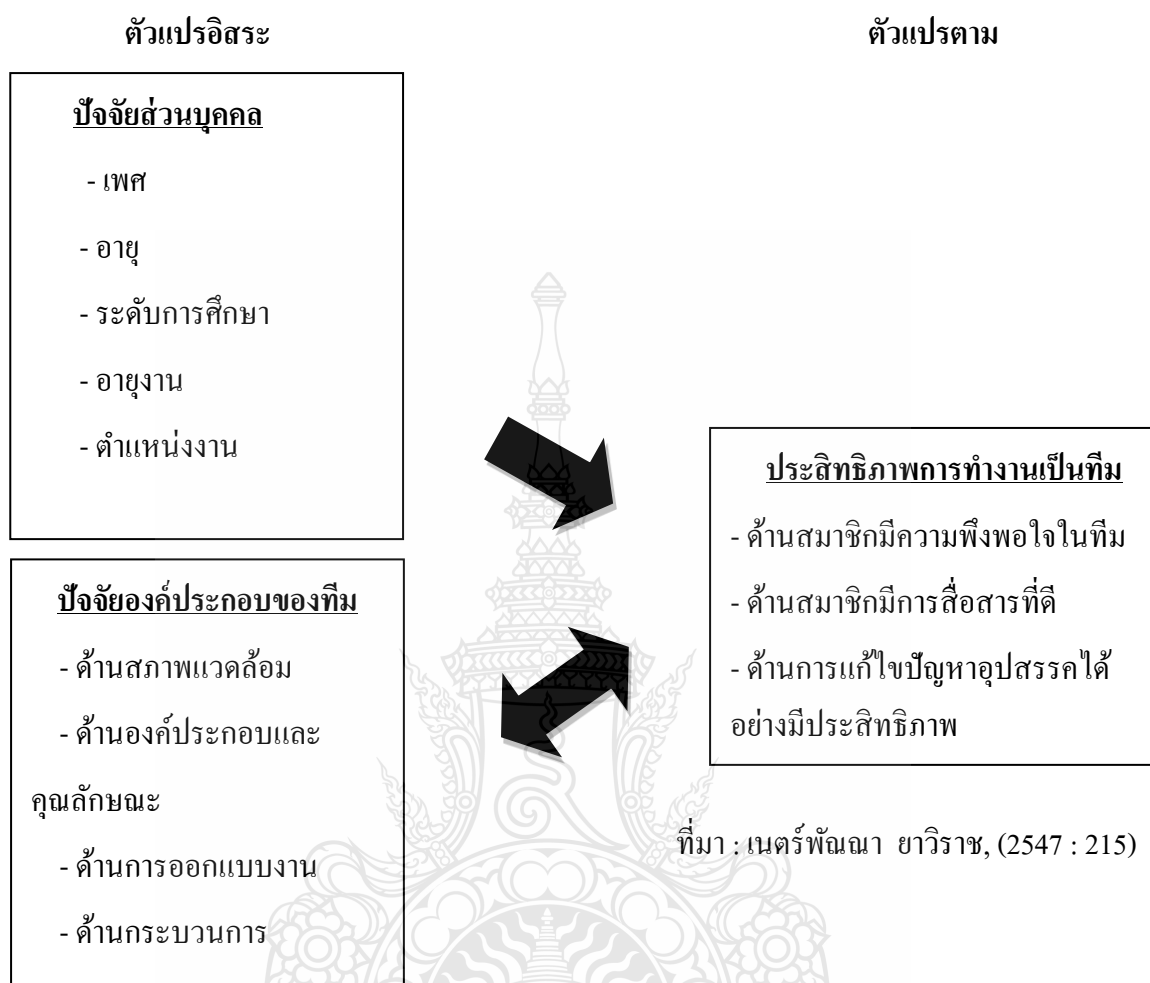 ตัวแปรอิสระ
ตัวแปรตาม
ปัจจัยส่วนบุคคล
- เพศ
- อายุ
- ระดับการศึกษา
- อายุงาน
- ตำแหน่งงาน
ปัจจัยองค์ประกอบของทีม
- ด้านสภาพแวดล้อม
- ด้านองค์ประกอบและ
คุณลักษณะ
- ด้านการออกแบบงาน
- ด้านกระบวนการ
ประสิทธิภาพการทำงานเป็นทีม
- ด้านสมาชิกมีความพึงพอใจในทีม
- ด้านสมาชิกมีการสื่อสารที่ดี
- ด้านการแก้ไขปัญหาอุปสรรคได้
อย่างมีประสิทธิภาพ
ที่มา : เนตร์พัณณา ยาวิราช, (2547 : 215)